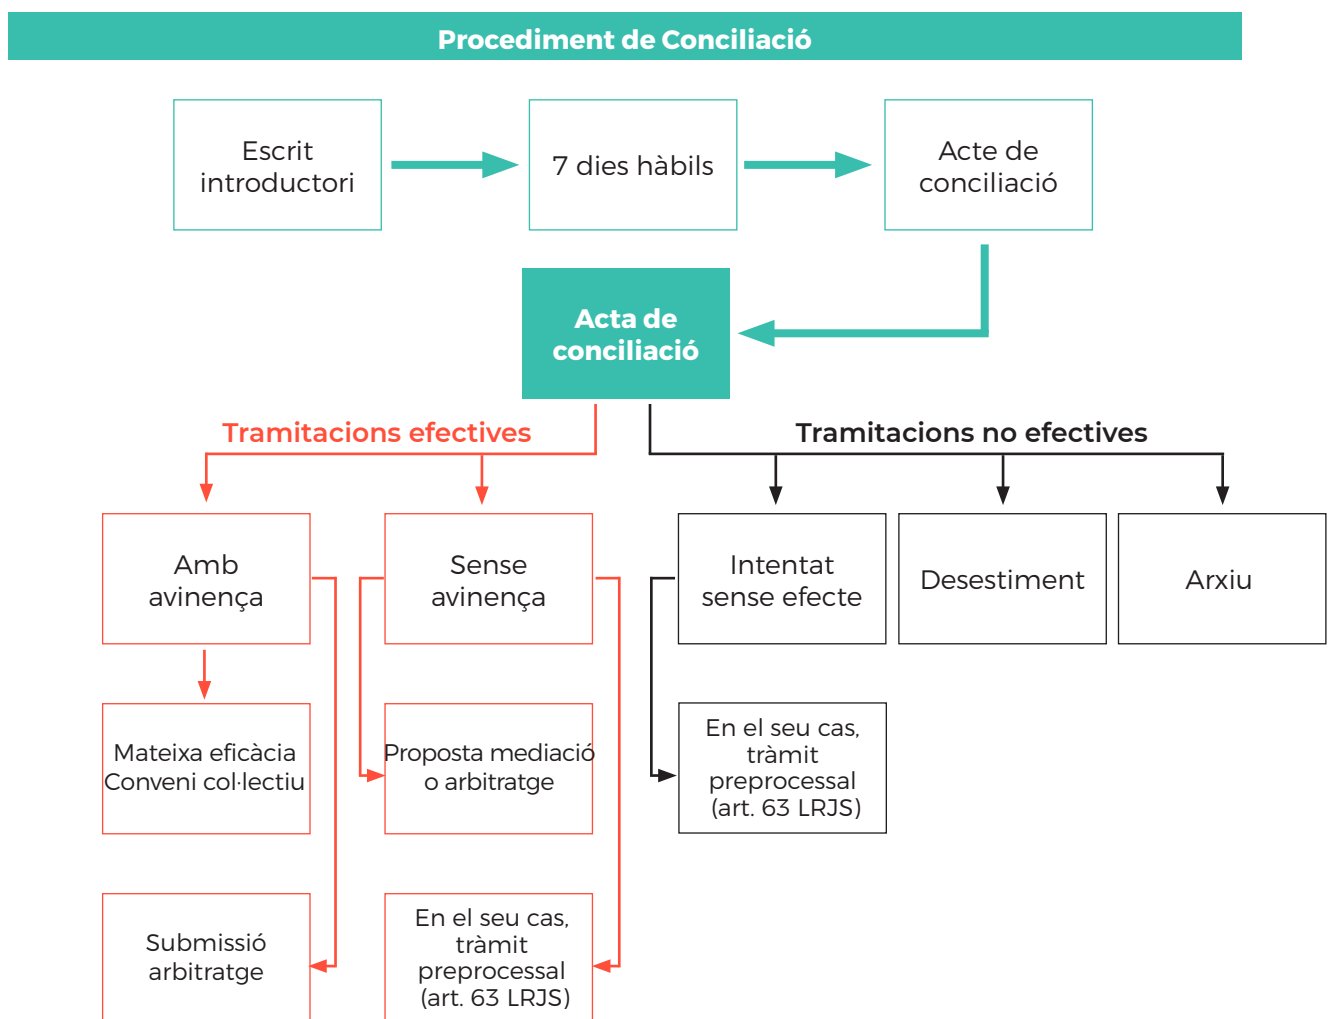 Procediment de Conciliació
Escrit
introductori
7 dies hàbils
Acte de
conciliació
Acta de
conciliació
Tramitacions efectives
Tramitacions no efectives
Amb
avinença
Sense
avinença
Intentat
sense efecte
Desestiment
Arxiu
Mateixa eficàcia
Conveni col·lectiu
Proposta mediació
o arbitratge
En el seu cas,
tràmit
preprocessal
(art. 63 LRJS)
Submissió
arbitratge
En el seu cas,
tràmit
preprocessal
(art. 63 LRJS)